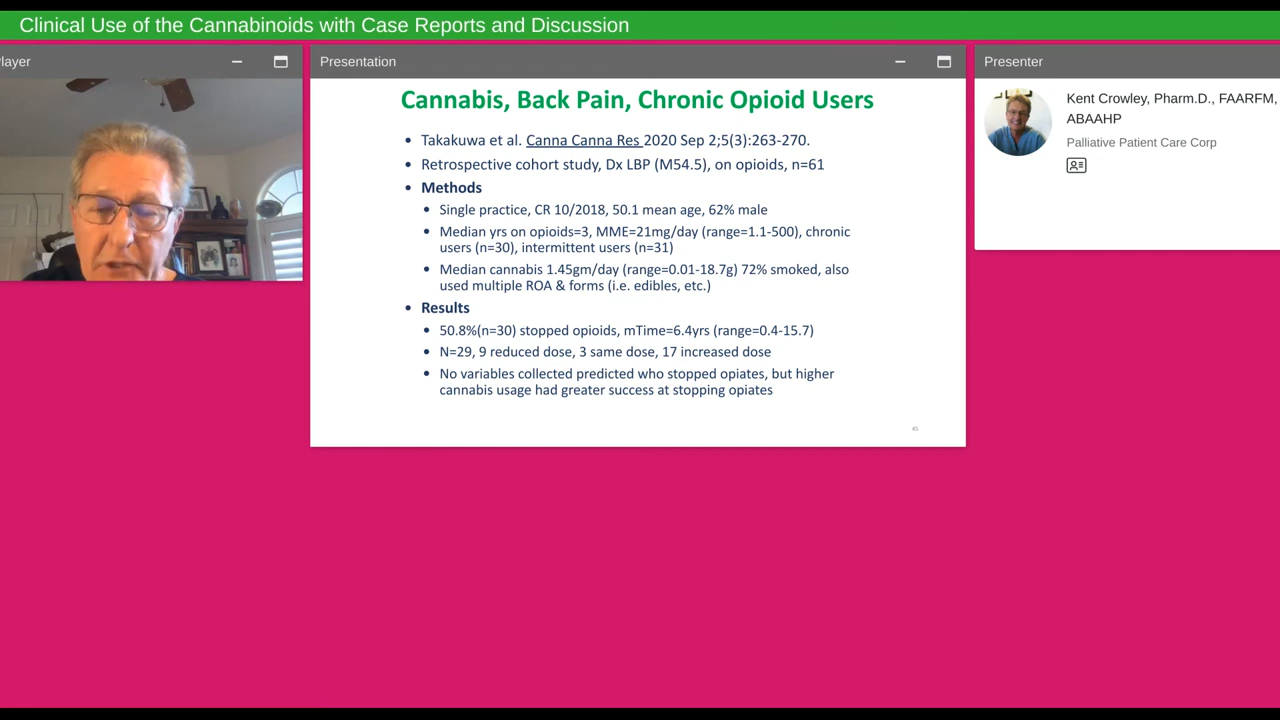 Clinical Use of the Cannabinoids with Case Reports and Discussion
layer
Presentation
Presenter
Cannabis, Back Pain, Chronic Opioid Users
• Takakuwa et al. Canna Canna Res 2020 Sep 2;5(3):263-270.
• Retrospective cohort study, Dx LBP (M54.5), on opioids, n=61
• Methods
• Single practice, CR 10/2018, 50.1 mean age, 62% male
• Median yrs on opioids=3, MME=21mg/day (range=1.1-500), chronic
users (n=30), intermittent users (n=31)
• Median cannabis 1.45gm/day (range=0.01-18.7g) 72% smoked, also
used multiple ROA & forms (i.e. edibles, etc.)
• Results
• 50.8%(n=30) stopped opioids, mTime=6.4yrs (range=0.4-15.7)
• N=29, 9 reduced dose, 3 same dose, 17 increased dose
• No variables collected predicted who stopped opiates, but higher
cannabis usage had greater success at stopping opiates
45
Kent Crowley, Pharm.D., FAARFM,
ABAAHP
Palliative Patient Care Corp